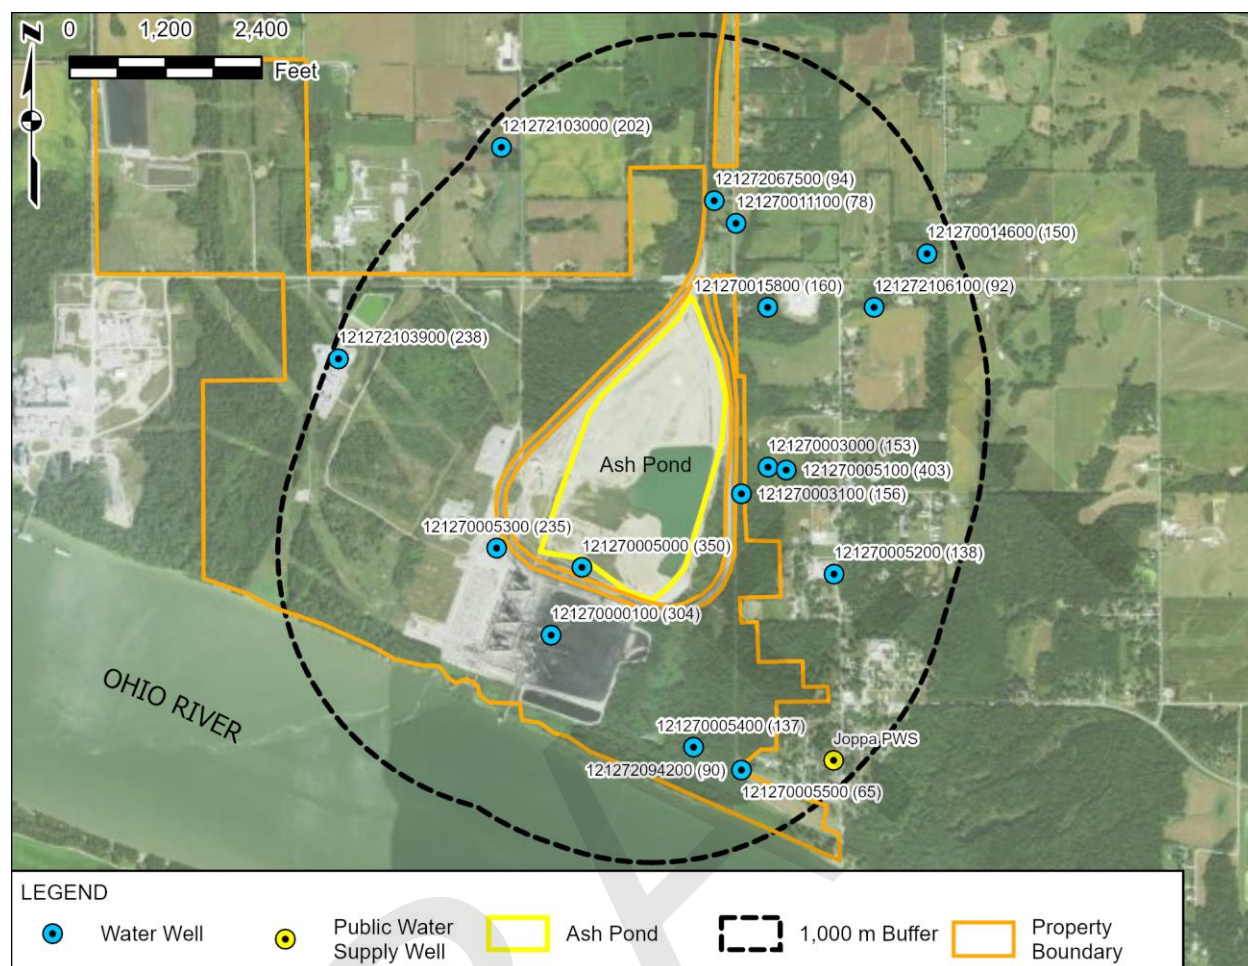 0 1,200 2,400
Feet
N
121272103000 (202)
121272067500 (94)
121270011100 (78)
121270014600 (150)
121270015800 (160)
121272106100 (92)
121272103900 (238)
121270003000 (153)
Ash Pond
121270005100 (403)
121270003100 (156)
121270005300 (235)
121270005000 (350)
121270005200 (138)
121270000100 (304)
OHIO RIVER
121270005400 (137)
Joppa PWS
121272094200 (90)
121270005500 (65)
LEGEND
Water Well
Public Water
Supply Well
Ash Pond
1,000 m Buffer
Property
Boundary